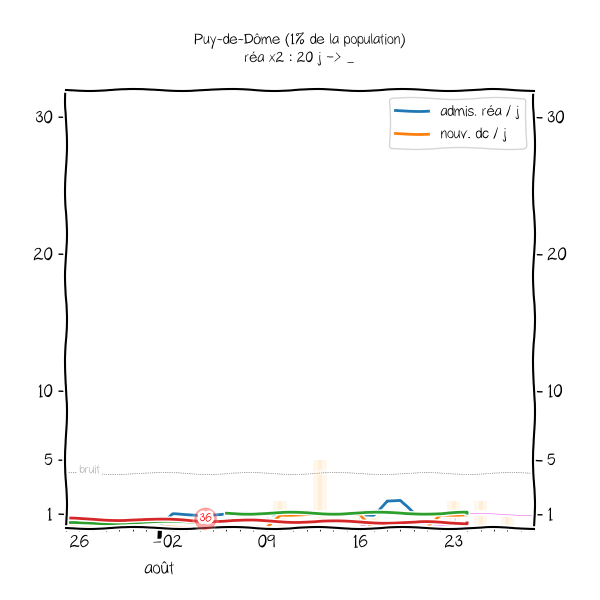 Puy-de-Dôme (1% de la population)
réa x2 : 20 j -> _
admis. réa / j
nouv. dc / j
30
30
20
20
10
10
5
5
bruit
1
1
36
26
02
09
16
23
août